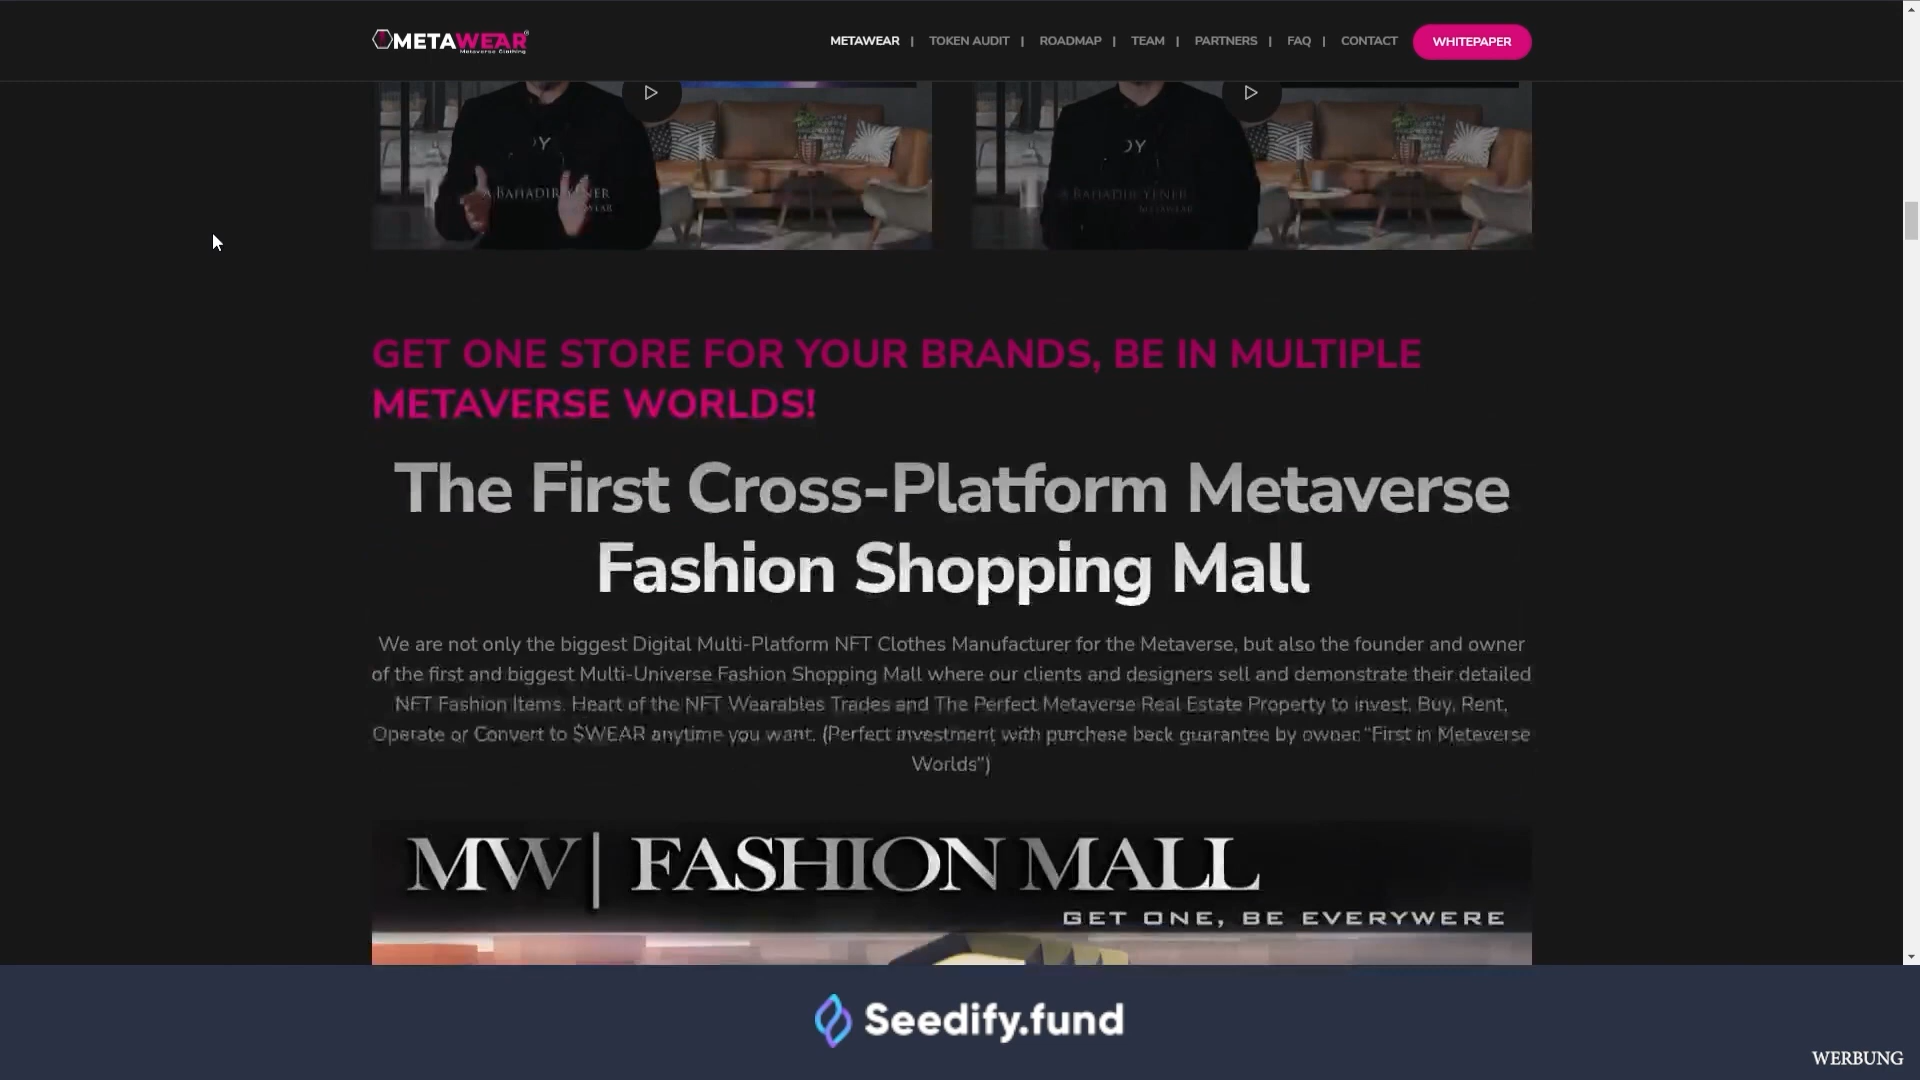 METAWEAR
Metaverse Clothing
METAWEAR | TOKEN AUDIT | ROADMAP | TEAM | PARTNERS | FAQ | CONTACT WHITEPAPER
BAHADIR YENER
BAHADIR YENER
METAWEAR
GET ONE STORE FOR YOUR BRANDS, BE IN MULTIPLE
METAVERSE WORLDS!
The First Cross-Platform Metaverse
Fashion Shopping Mall
We are not only the biggest Digital Multi-Platform NFT Clothes Manufacturer for the Metaverse, but also the founder and owner
of the first and biggest Multi-Universe Fashion Shopping Mall where our clients and designers sell and demonstrate their detailed
NFT Fashion Items. Heart of the NFT Wearables Trades and The Perfect Metaverse Real Estate Property to invest. Buy, Rent,
Operate or Convert to $WEAR anytime you want. (Perfect investment with purchase back guarantee by owner "First in Metaverse
Worlds")
MW | FASHION MALL
GET ONE, BE EVERYWERE
Seedify.fund
WERBUNG